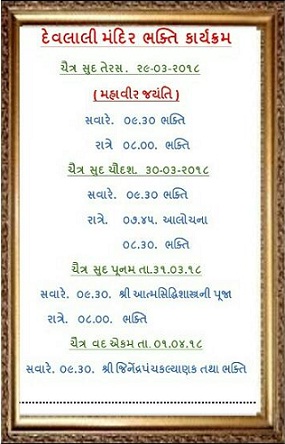 દેવલાલી મંદિર ભક્તિ કાર્યક્રમ
ચૈત્ર સુદ તેરસ. ૨૯-૦૩-૨૦૧૮
( મહાવીર જયંતિ )
સવારે. ૦૯.૩૦ ભક્તિ
રાત્રે ૦૮.૦૦. ભક્તિ
ચૈત્ર સુદ ચૌદશ. ૩૦-૦૩-૨૦૧૮
સવારે. ૦૯.૩૦ ભક્તિ
રાત્રે. ૦૭.૪૫. આલોચના
૦૮.૩૦. ભક્તિ
ચૈત્ર સુદ પૂનમ તા.૩૧.૦૩.૧૮
સવારે. ૦૯.૩૦. શ્રી આત્મસિદ્ધિશાસ્ત્રની પૂજા
રાત્રે. ૦૮.૦૦. ભક્તિ
ચૈત્ર વદ એકમ તા. ૦૧.૦૪.૧૮
સવારે. ૦૯.૩૦. શ્રી જિનેંદ્રપંચકલ્યાણક તથા ભક્તિ